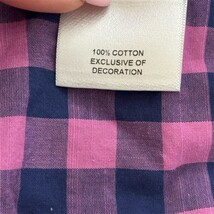 100% COTTON
EXCLUSIVE OF
DECORATION